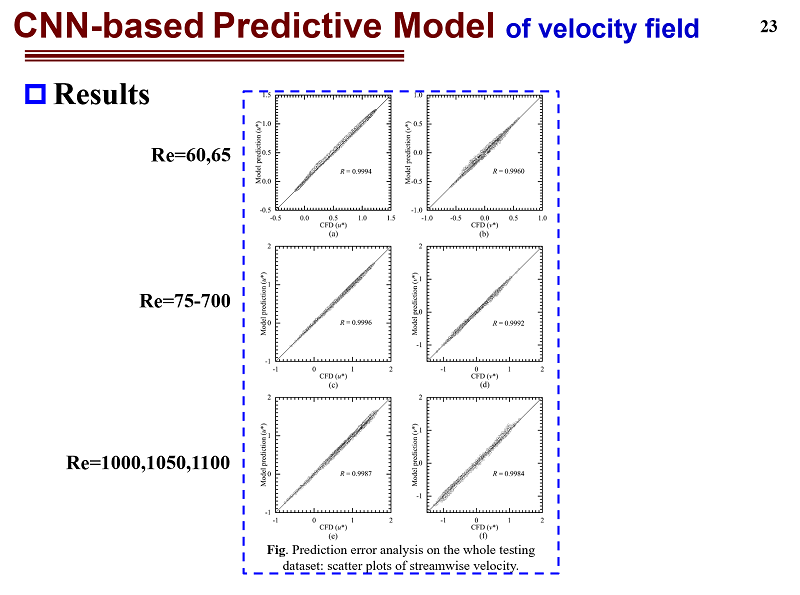 CNN-based Predictive Model of velocity field
23
Results
Re=60,65
Model prediction (u*)
1.5
1.0
0.5
0.0
-0.5
R = 0.9994
-0.5 0.0 0.5 1.0 1.5
CFD (u*)
(a)
Model prediction (v*)
1.0
0.5
0.0
-0.5
-1.0
R = 0.9960
-1.0 -0.5 0.0 0.5 1.0
CFD (v*)
(b)
Re=75-700
Model prediction (u*)
2
1
0
-1
R = 0.9996
-1 0 1 2
CFD (u*)
(c)
Model prediction (v*)
2
1
0
-1
R = 0.9992
-1 0 1 2
CFD (v*)
(d)
Re=1000,1050,1100
Model prediction (u*)
2
1
0
-1
R = 0.9987
-1 0 1 2
CFD (u*)
(e)
Model prediction (v*)
2
1
0
-1
R = 0.9984
-1 0 1 2
CFD (v*)
(f)
Fig. Prediction error analysis on the whole testing
dataset: scatter plots of streamwise velocity.